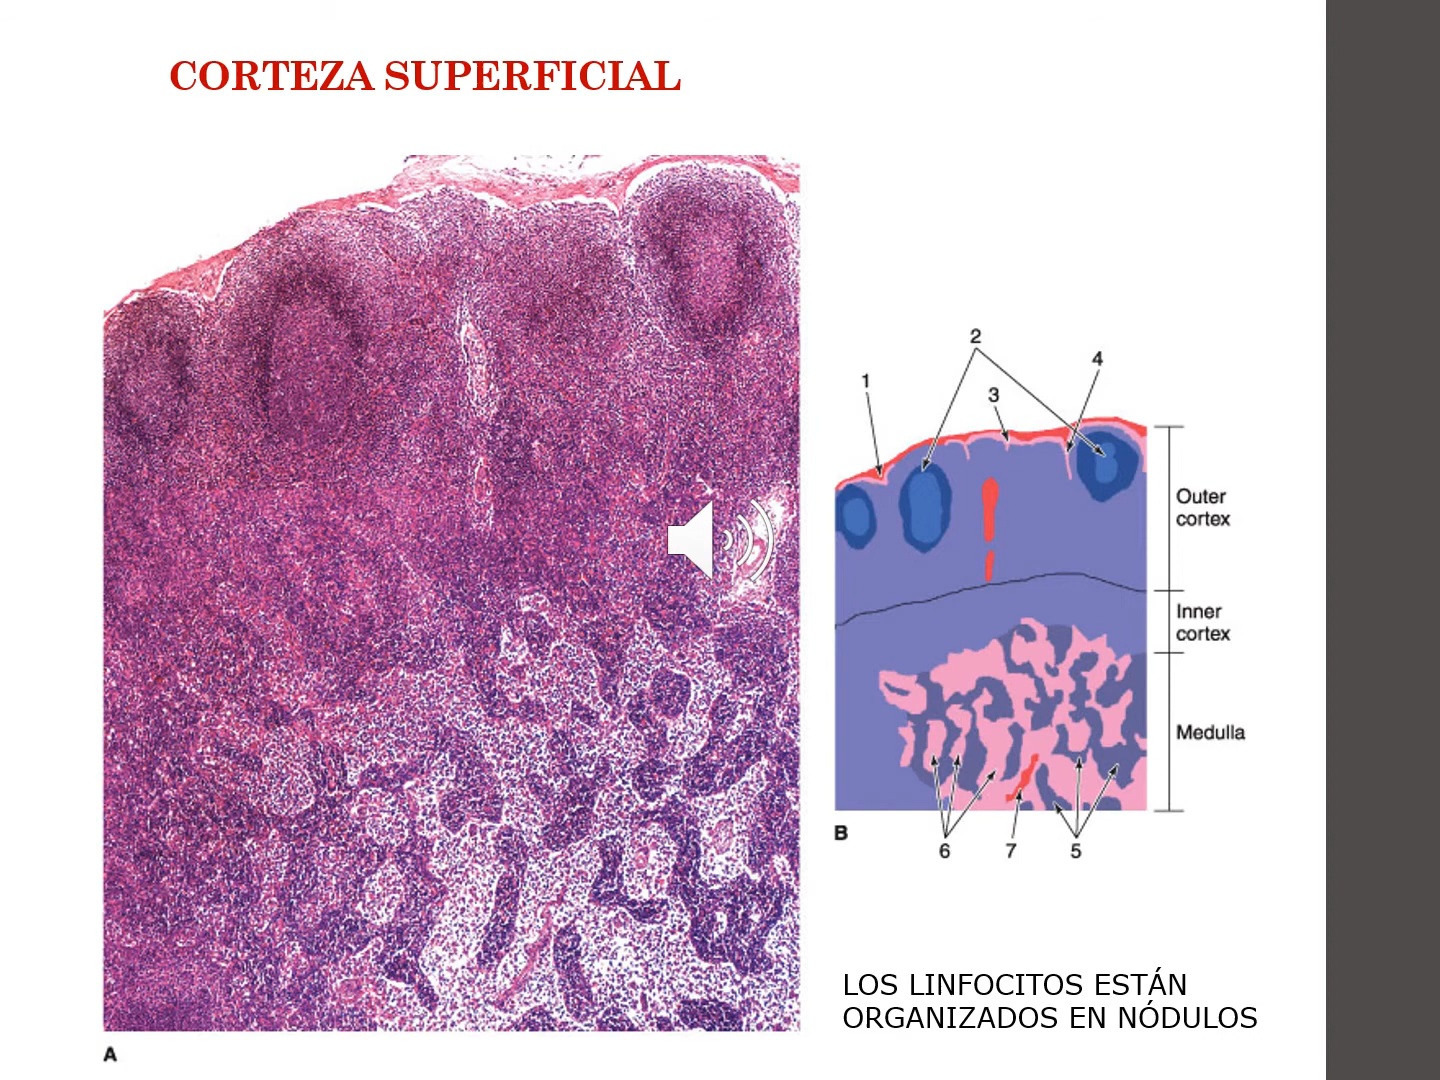 CORTEZA SUPERFICIAL
2
4
1
3
Outer
cortex
Inner
cortex
Medulla
B
6
7
5
LOS LINFOCITOS ESTÁN
ORGANIZADOS EN NÓDULOS
A